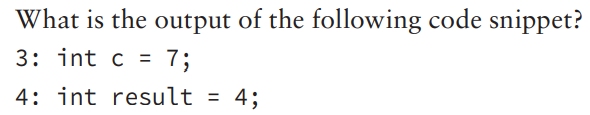 What is the output of the following code snippet?
3: int c = 7;
4: int result = 4;